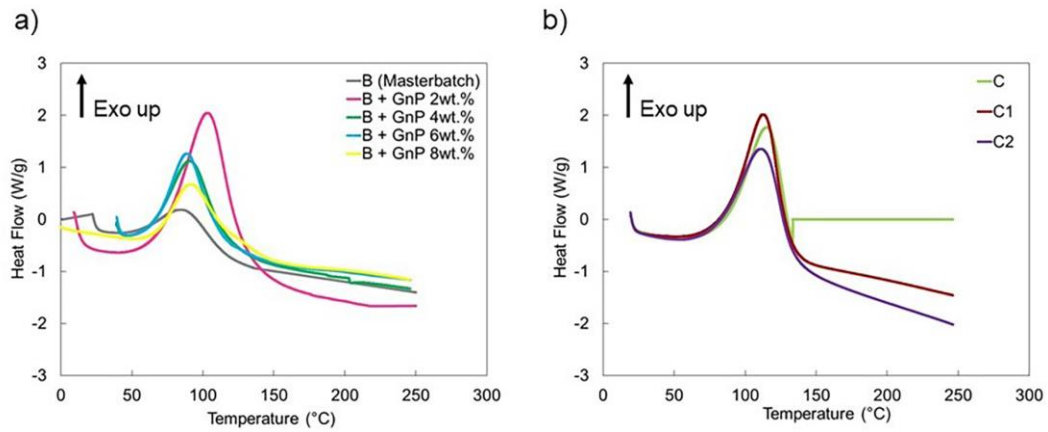 a)
3
2
1
0
-1
-2
-3
Heat Flow (W/g)
Exo up
B (Masterbatch)
B + GnP 2wt.%
B + GnP 4wt.%
B + GnP 6wt.%
B + GnP 8wt.%
0 50 100 150 200 250 300
Temperature (°C)
b)
3
2
1
0
-1
-2
-3
Heat Flow (W/g)
Exo up
C
C1
C2
0 50 100 150 200 250 300
Temperature (°C)